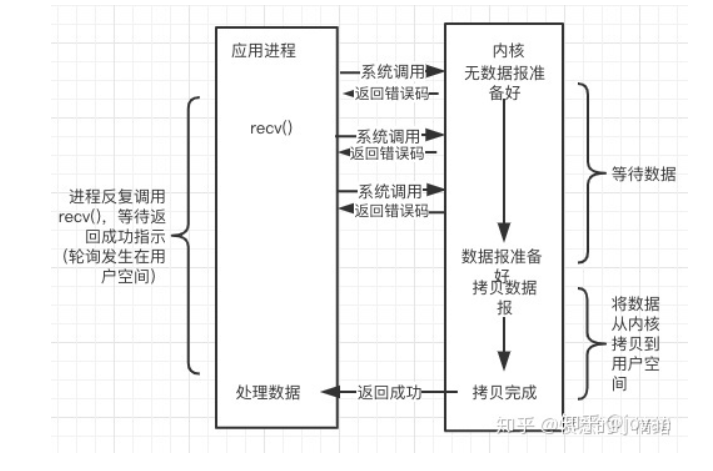 应用进程
内核
系统调用
无数据报准
备好
返回错误码
recv()
系统调用
返回错误码
系统调用
返回错误码
进程反复调用
recv()，等待返
回成功指示
（轮询发生在用
户空间）
等待数据
数据报准备
好
拷贝数据
报
将数据
从内核
拷贝到
用户空
间
处理数据
返回成功
拷贝完成
知乎 @jovan